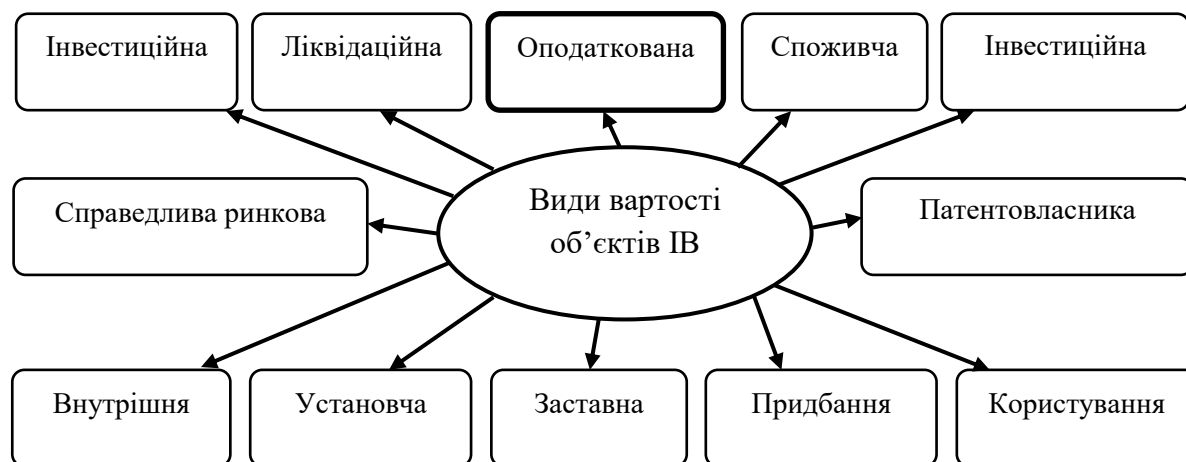 Інвестиційна
Ліквідаційна
Оподаткована
Споживча
Інвестиційна
Види вартості
об’єктів ІВ
Справедлива ринкова
Патентовласника
Внутрішня
Установча
Заставна
Придбання
Користування